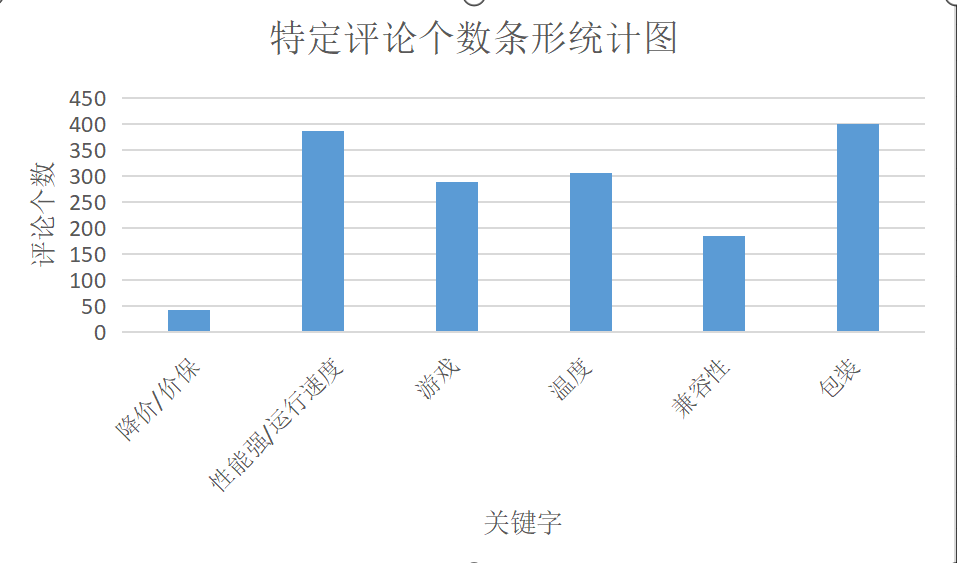 特定评论个数条形统计图
450
400
350
300
250
200
150
100
50
0
评论个数
降价/价保
性能强/运行速度
游戏
温度
兼容性
包装
关键字